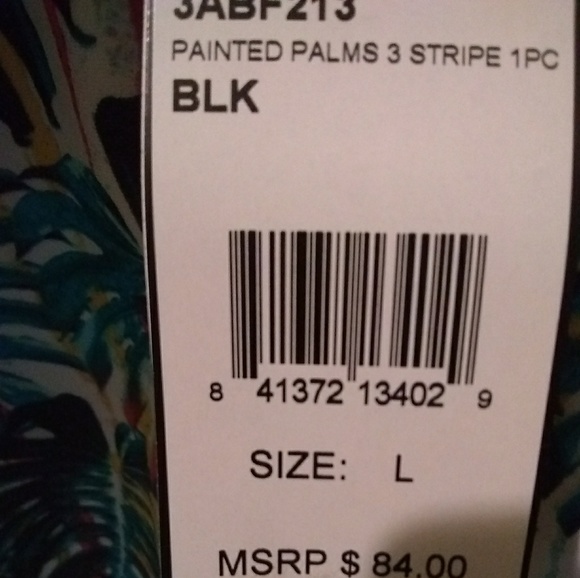 3ABF213
PAINTED PALMS 3 STRIPE 1PC
BLK
8 41372 13402 9
SIZE: L
MSRP $ 84.00